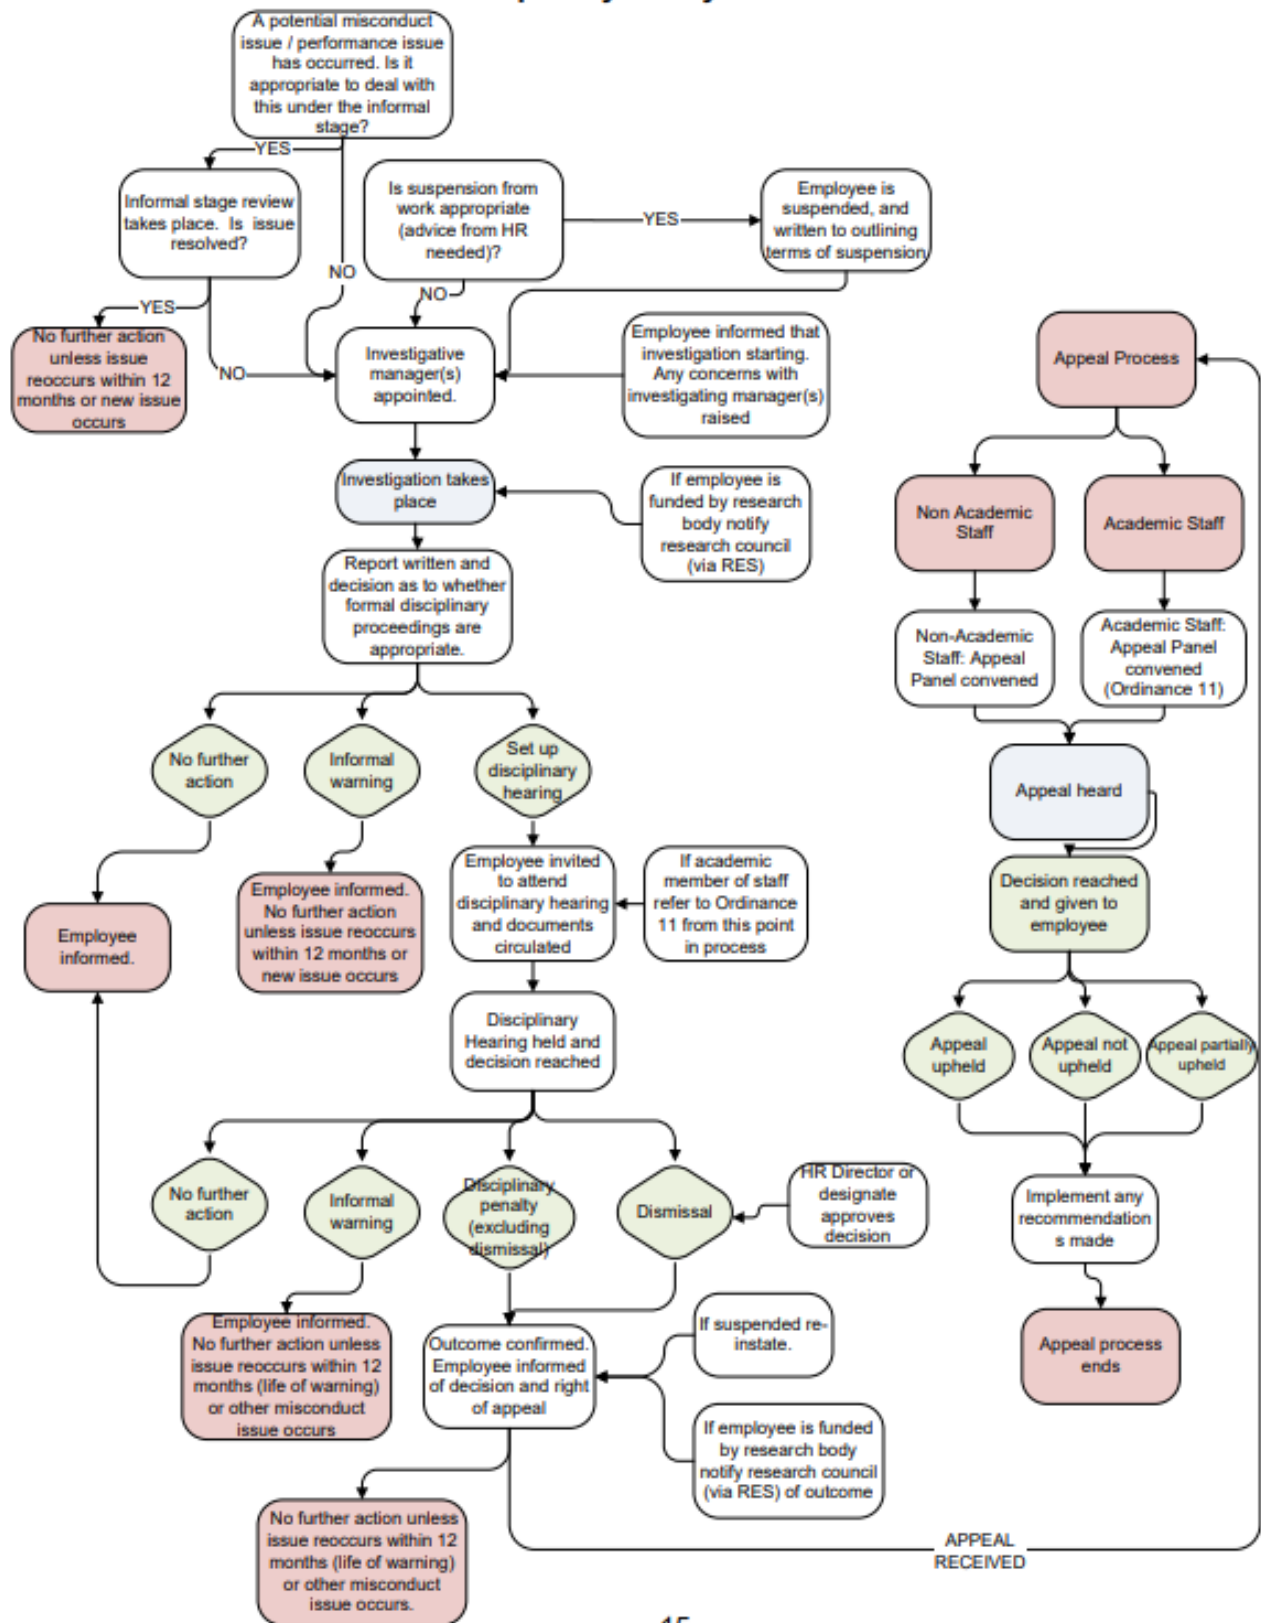 A potential misconduct
issue / performance issue
has occurred. Is it
appropriate to deal with
this under the informal
stage?
YES
Informal stage review
takes place. Is issue
resolved?
Is suspension from
work appropriate
(advice from HR
needed)?
YES
Employee is
suspended, and
written to outlining
terms of suspension
NO
NO
YES
No further action
unless issue
reoccurs within 12
months or new issue
occurs
NO
Investigative
manager(s)
appointed.
Employee informed that
investigation starting.
Any concerns with
investigating manager(s)
raised
Investigation takes
place
If employee is
funded by research
body notify
research council
(via RES)
Report written and
decision as to whether
formal disciplinary
proceedings are
appropriate.
No further
action
Informal
warning
Set up
disciplinary
hearing
Employee
informed.
Employee informed.
No further action
unless issue reoccurs
within 12 months or
new issue occurs
Employee invited
to attend
disciplinary hearing
and documents
circulated
If academic
member of staff
refer to Ordinance
11 from this point
in process
Disciplinary
Hearing held and
decision reached
No further
action
Informal
warning
Disciplinary
penalty
(excluding
dismissal)
Dismissal
HR Director or
designate
approves
decision
Employee informed.
No further action unless
issue reoccurs within 12
months (life of warning)
or other misconduct
issue occurs
Outcome confirmed.
Employee informed
of decision and right
of appeal
If suspended re-
instate.
If employee is funded
by research body
notify research council
(via RES) of outcome
No further action unless
issue reoccurs within 12
months (life of warning)
or other misconduct
issue occurs.
APPEAL
RECEIVED
Appeal Process
Non Academic
Staff
Academic Staff
Non-Academic
Staff: Appeal
Panel convened
Academic Staff:
Appeal Panel
convened
(Ordinance 11)
Appeal heard
Decision reached
and given to
employee
Appeal
upheld
Appeal not
upheld
Appeal partially
upheld
Implement any
recommendation
s made
Appeal process
ends